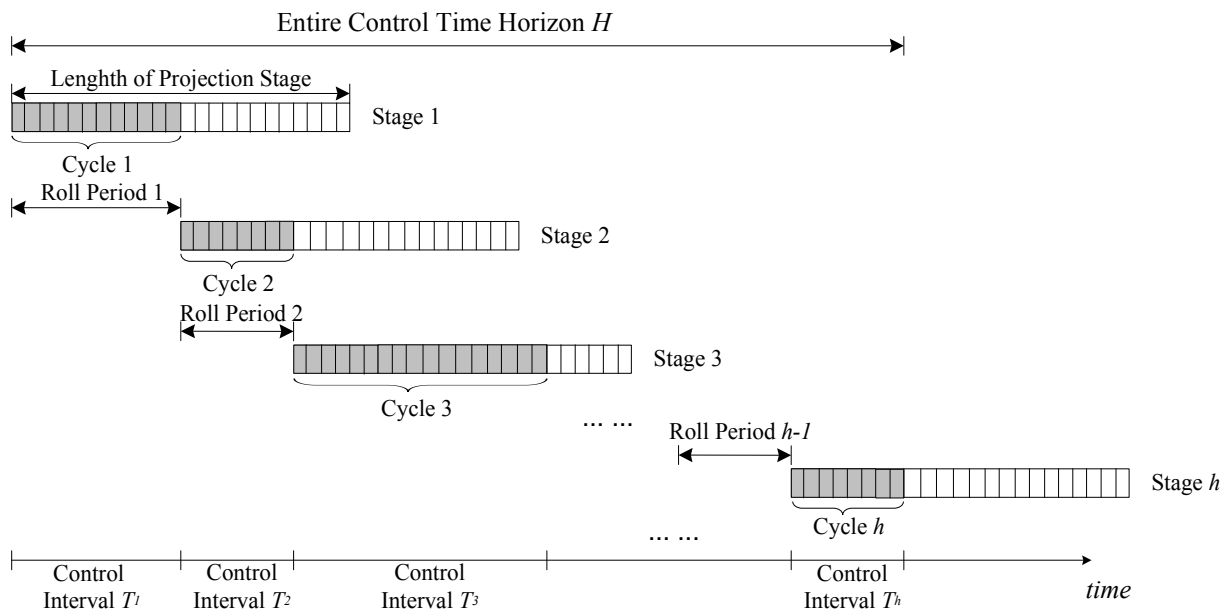 Entire Control Time Horizon H
Lenghth of Projection Stage
Stage 1
Cycle 1
Roll Period 1
Stage 2
Cycle 2
Roll Period 2
Stage 3
Cycle 3
... ...
Roll Period h-1
Stage h
Cycle h
... ...
Control Control Control Control
Interval T1 Interval T2 Interval T3 Interval Th
time